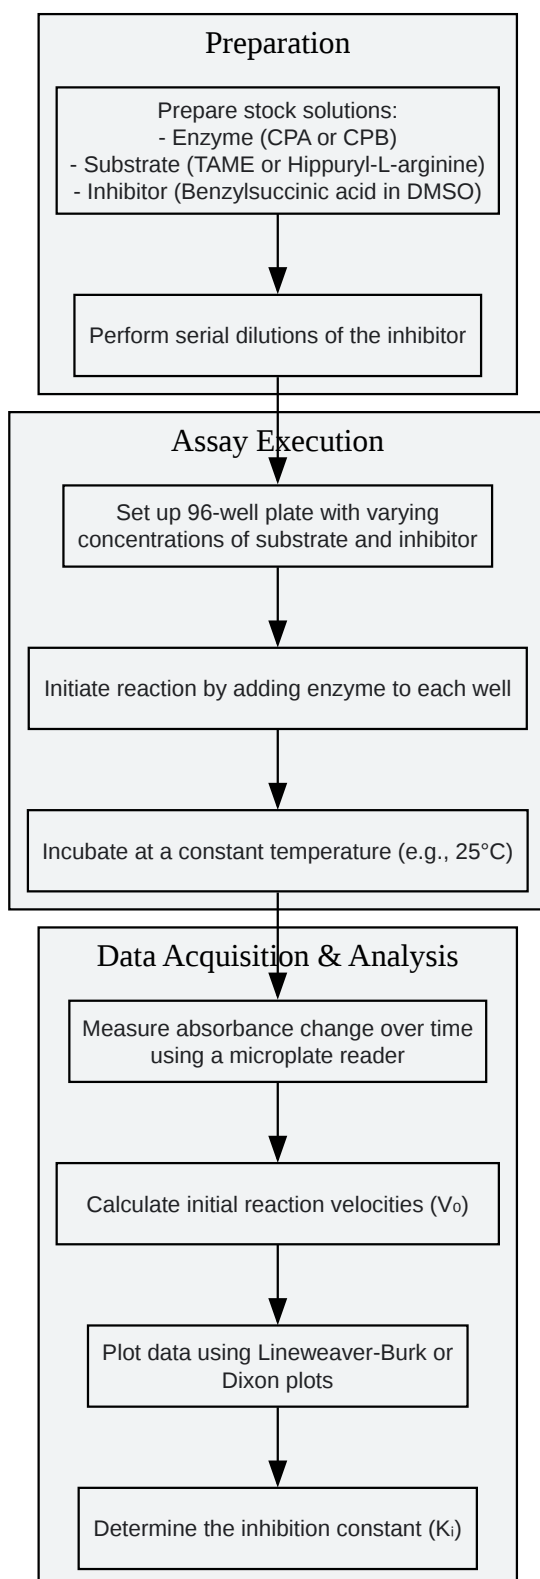 Preparation
Prepare stock solutions:
- Enzyme (CPA or CPB)
- Substrate (TAME or Hippuryl-L-arginine)
- Inhibitor (Benzylsuccinic acid in DMSO)
Perform serial dilutions of the inhibitor
Assay Execution
Set up 96-well plate with varying
concentrations of substrate and inhibitor
Initiate reaction by adding enzyme to each well
Incubate at a constant temperature (e.g., 25°C)
Data Acquisition & Analysis
Measure absorbance change over time
using a microplate reader
Calculate initial reaction velocities (V₀)
Plot data using Lineweaver-Burk or
Dixon plots
Determine the inhibition constant (Kᵢ)